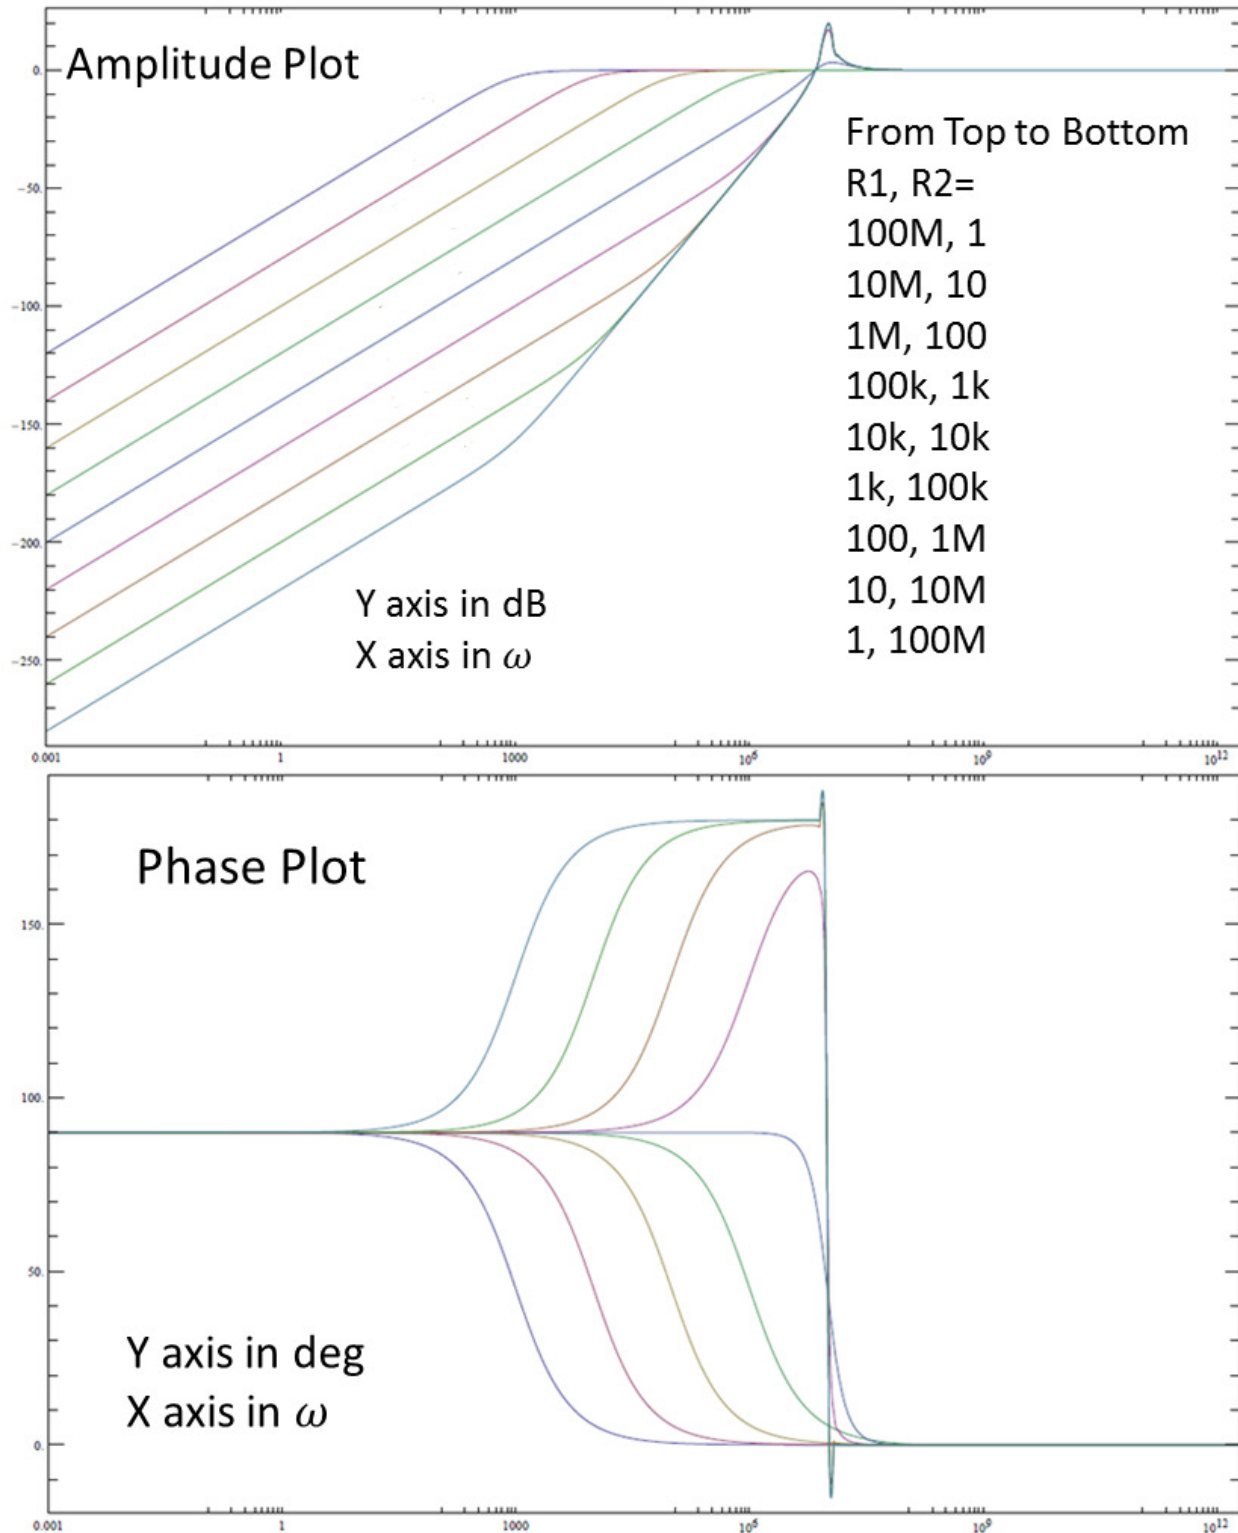 Amplitude Plot
0.
−50.
−100.
−150.
−200.
−250.
From Top to Bottom
R1, R2=
100M, 1
10M, 10
1M, 100
100k, 1k
10k, 10k
1k, 100k
100, 1M
10, 10M
1, 100M
Y axis in dB
X axis in ω
0.001 1 1000 10⁶ 10⁹ 10¹²
Phase Plot
150.
100.
50.
0.
Y axis in deg
X axis in ω
0.001 1 1000 10⁶ 10⁹ 10¹²